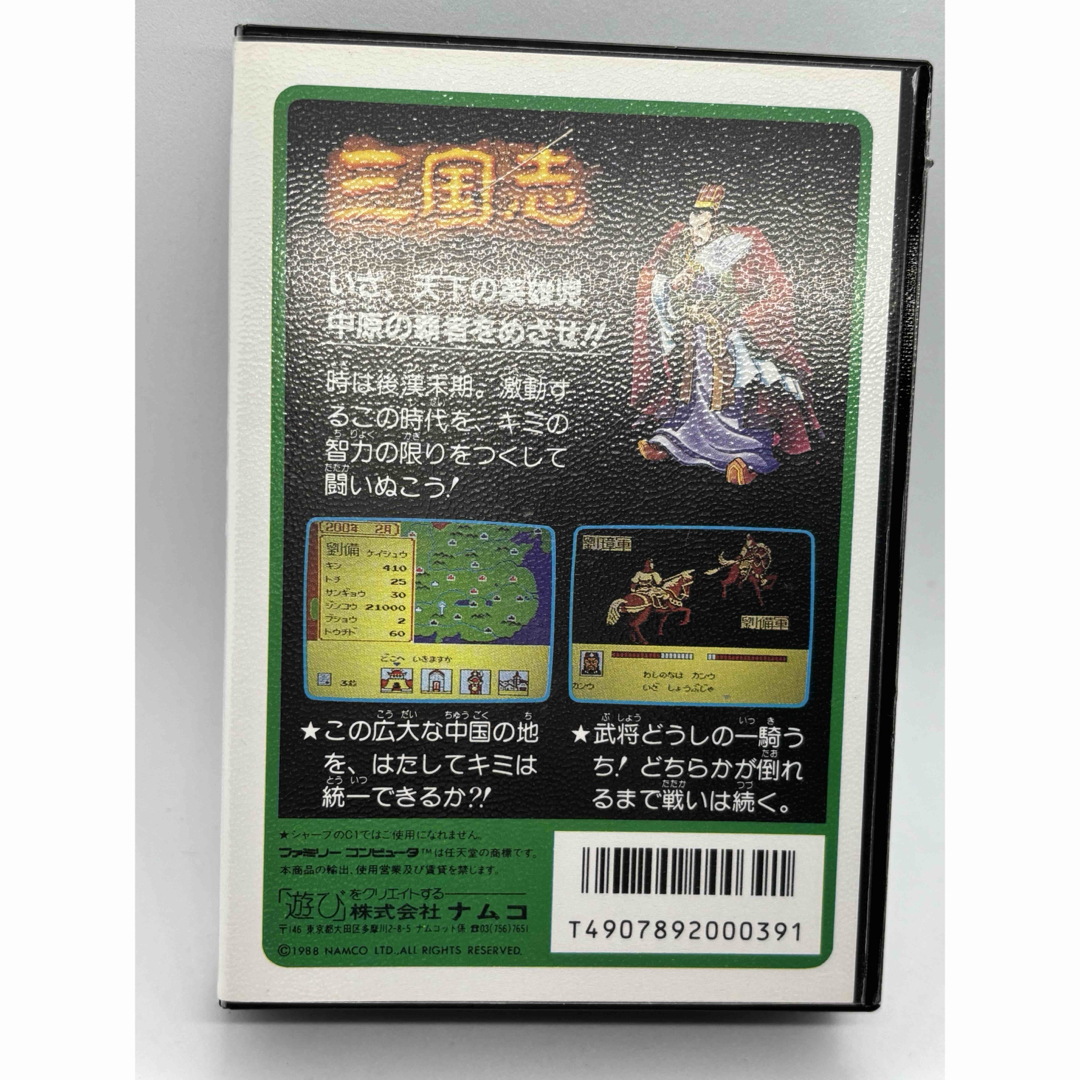 三国志
いざ、天下の英雄児
中原の覇者をめざせ!!
時は後漢末期。激動す
るこの時代を、キミの
智力の限りをつくして
闘いぬこう!
200年 2月
劉備 ケイシュウ
キン 410
トチ 25
サンギョウ 30
ジンコウ 21000
ブショウ 2
トウチド 60
どこへ いきますか
劉璋軍
劉備軍
わしのなは カンウ
カンウ いざ しょうぶじゃ
★この広大な中国の地
を、はたしてキミは
統一できるか?!
★武将どうしの一騎う
ち! どちらかが倒れ
るまで戦いは続く。
★シャープのC1ではご使用になれません。
ファミリーコンピュータ™は任天堂の商標です。
本商品の輸出、使用営業及び賃貸を禁じます。
「遊び」をクリエイトする
株式会社 ナムコ
〒146 東京都大田区多摩川2-8-5 ナムコット係 ☎03(756)7651
©1988 NAMCO LTD.,ALL RIGHTS RESERVED.
T4907892000391